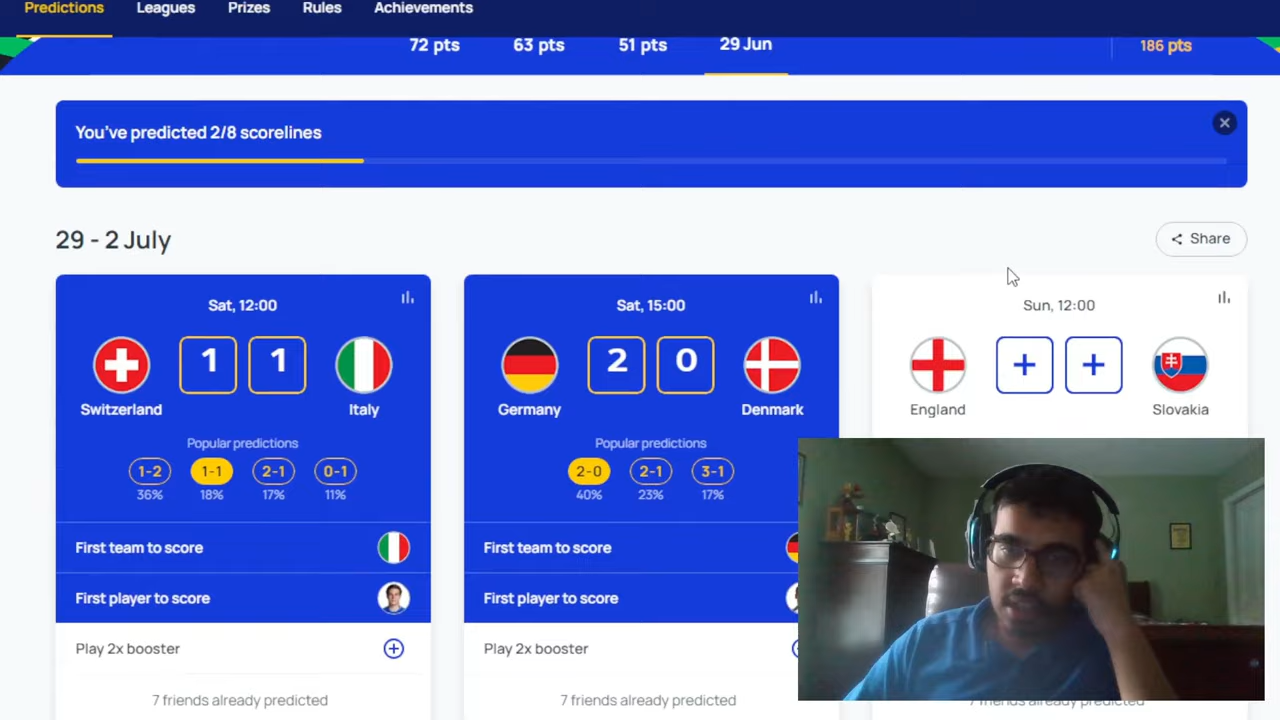 Predictions Leagues Prizes Rules Achievements
72 pts 63 pts 51 pts 29 Jun 186 pts
You've predicted 2/8 scorelines
29 - 2 July
Share
Sat, 12:00
1 1
Switzerland Italy
Popular predictions
1-2 1-1 2-1 0-1
36% 18% 17% 11%
First team to score
First player to score
Play 2x booster
7 friends already predicted
Sat, 15:00
2 0
Germany Denmark
Popular predictions
2-0 2-1 3-1
40% 23% 17%
First team to score
First player to score
Play 2x booster
7 friends already predicted
Sun, 12:00
+ +
England Slovakia
7 friends already predicted